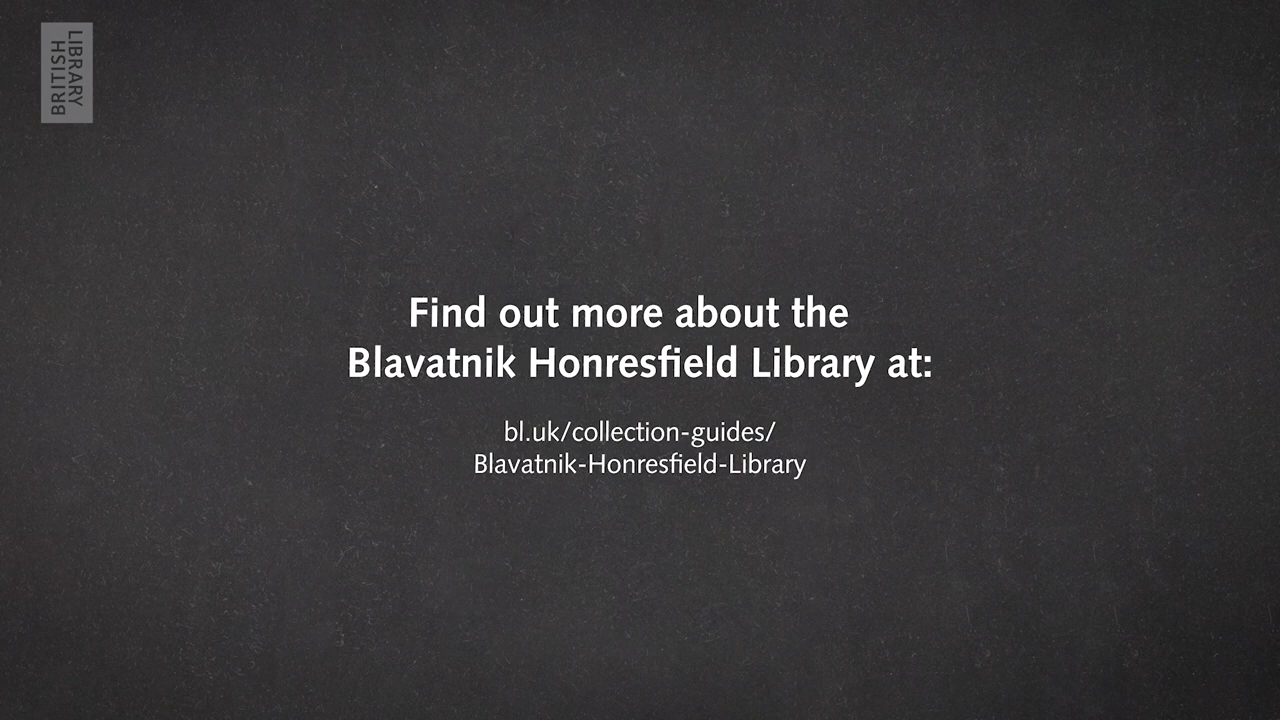 BRITISH
LIBRARY
Find out more about the
Blavatnik Honresfield Library at:
bl.uk/collection-guides/
Blavatnik-Honresfield-Library